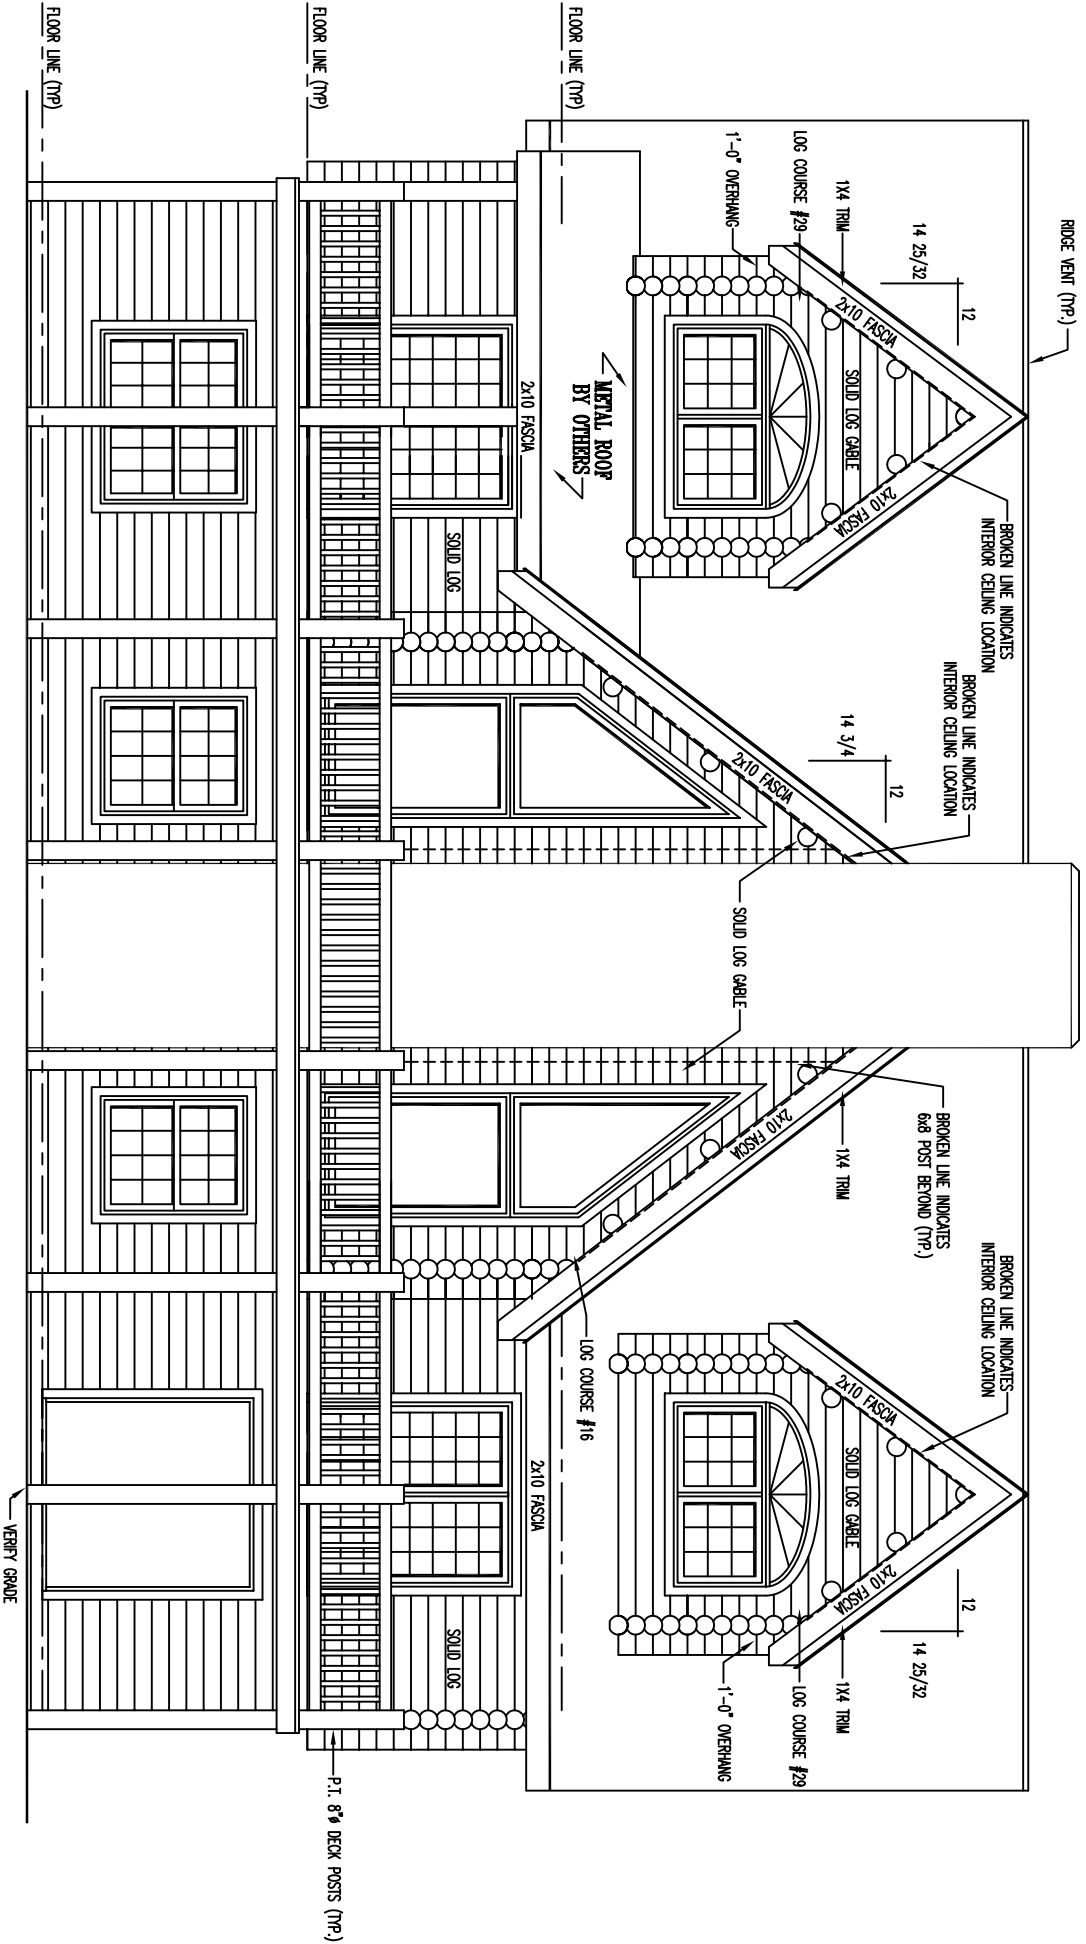 RIDGE VENT (TYP.)
BROKEN LINE INDICATES
INTERIOR CEILING LOCATION
BROKEN LINE INDICATES
INTERIOR CEILING LOCATION
BROKEN LINE INDICATES
6x8 POST BEYOND (TYP.)
BROKEN LINE INDICATES
INTERIOR CEILING LOCATION
12
14 25/32
12
14 3/4
12
14 25/32
1X4 TRIM
2x10 FASCIA
2x10 FASCIA
SOLID LOG GABLE
LOG COURSE #29
1'-0" OVERHANG
2x10 FASCIA
2x10 FASCIA
1X4 TRIM
SOLID LOG GABLE
2x10 FASCIA
2x10 FASCIA
SOLID LOG GABLE
1X4 TRIM
LOG COURSE #29
1'-0" OVERHANG
METAL ROOF
BY OTHERS
LOG COURSE #16
FLOOR LINE (TYP)
2x10 FASCIA
2x10 FASCIA
SOLID LOG
SOLID LOG
FLOOR LINE (TYP)
P.T. 8"ø DECK POSTS (TYP.)
FLOOR LINE (TYP)
VERIFY GRADE